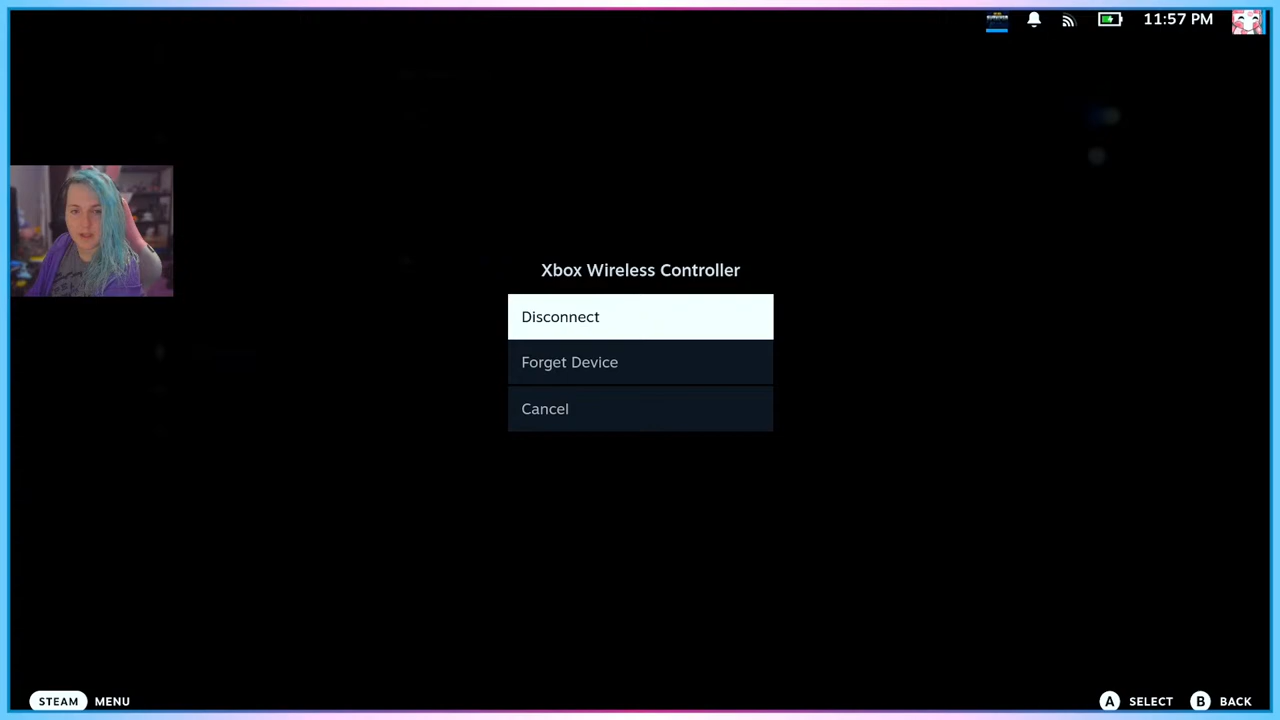 11:57 PM
Xbox Wireless Controller
Disconnect
Forget Device
Cancel
STEAM MENU
A SELECT B BACK